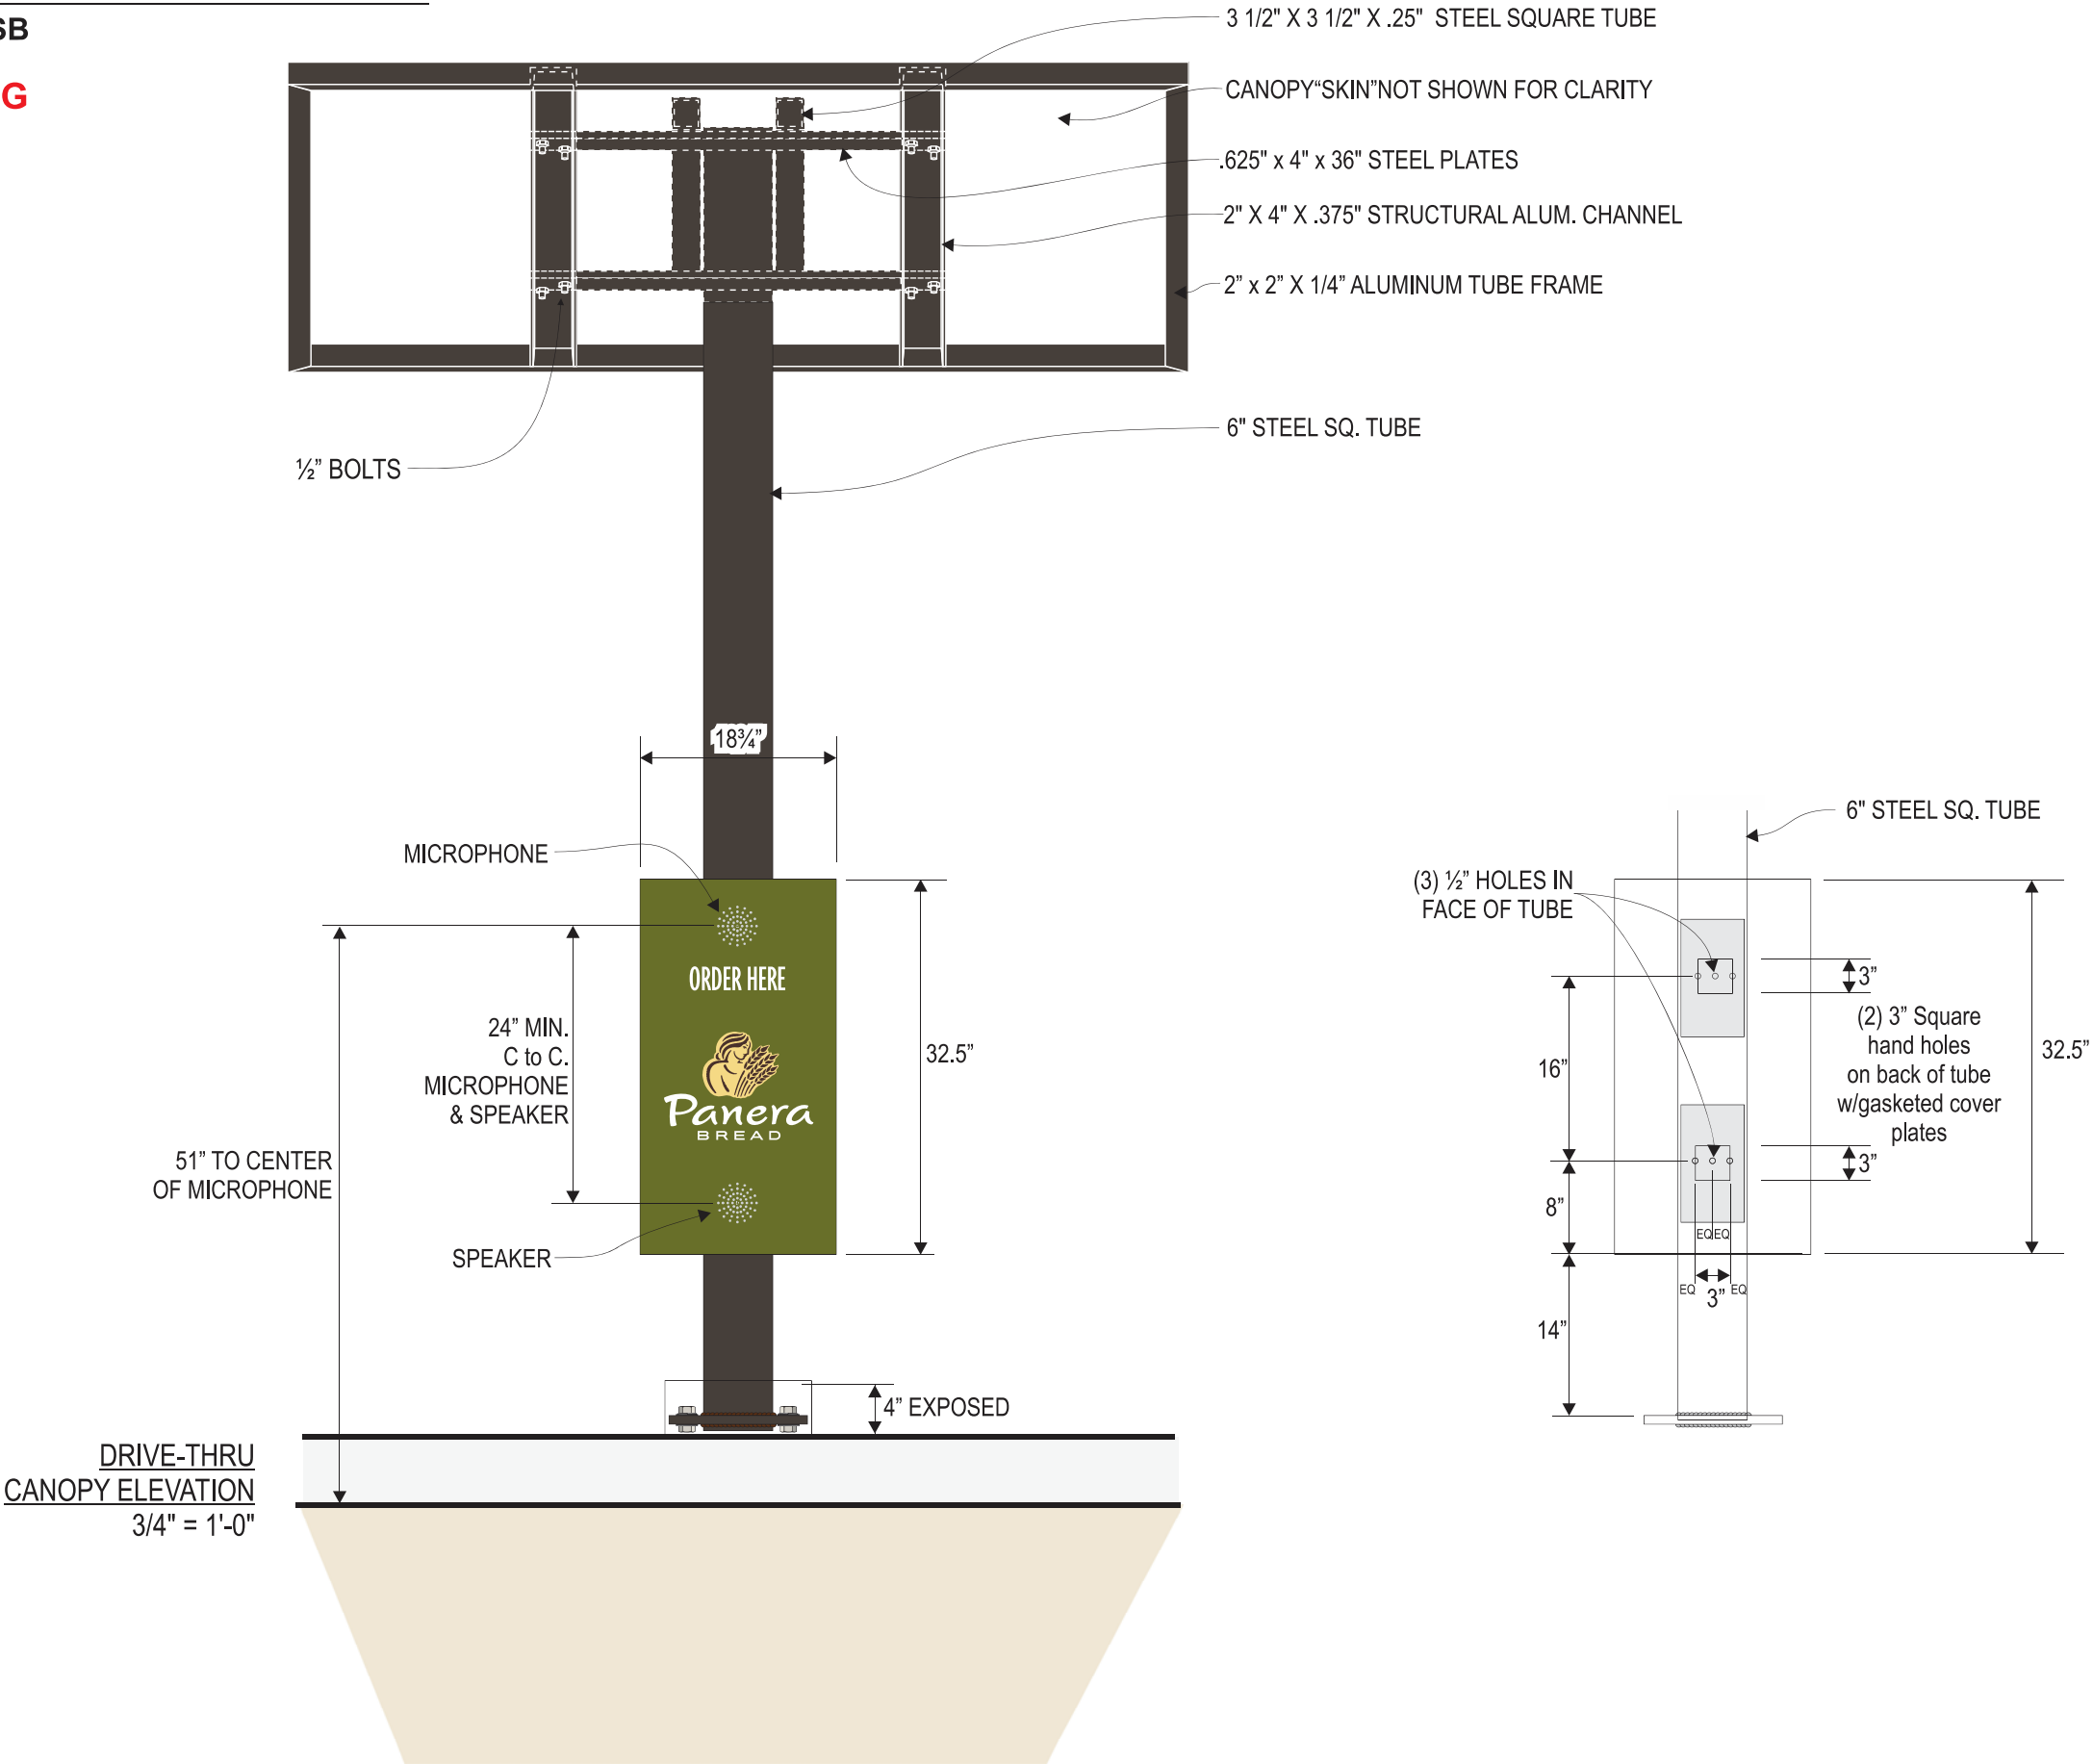 SB
G
3 1/2" X 3 1/2" X .25" STEEL SQUARE TUBE
CANOPY“SKIN”NOT SHOWN FOR CLARITY
.625" x 4" x 36" STEEL PLATES
2" X 4" X .375" STRUCTURAL ALUM. CHANNEL
2” x 2” X 1/4” ALUMINUM TUBE FRAME
6" STEEL SQ. TUBE
½” BOLTS
18¾”
MICROPHONE
ORDER HERE
24” MIN.
C to C.
MICROPHONE
& SPEAKER
32.5”
Panera
BREAD
51” TO CENTER
OF MICROPHONE
SPEAKER
4” EXPOSED
DRIVE-THRU
CANOPY ELEVATION
3/4" = 1'-0"
6" STEEL SQ. TUBE
(3) ½” HOLES IN
FACE OF TUBE
3”
(2) 3” Square
hand holes
on back of tube
w/gasketed cover
plates
32.5”
16”
3”
8”
EQ EQ
EQ 3” EQ
14”